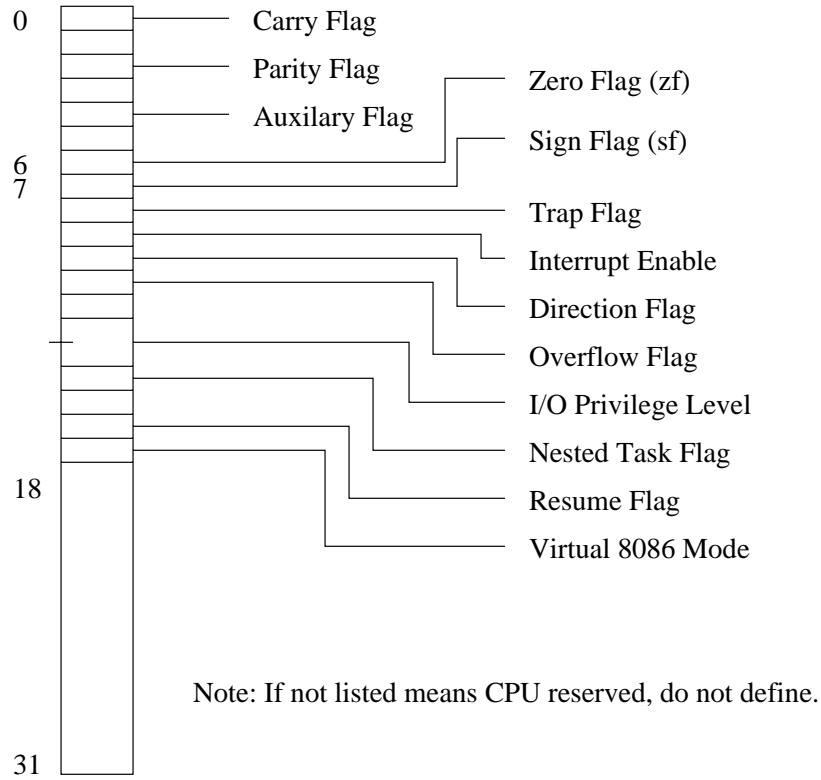 0
Carry Flag
Parity Flag
Zero Flag (zf)
Auxilary Flag
Sign Flag (sf)
6
7
Trap Flag
Interrupt Enable
Direction Flag
Overflow Flag
I/O Privilege Level
Nested Task Flag
18
Resume Flag
Virtual 8086 Mode
Note: If not listed means CPU reserved, do not define.
31